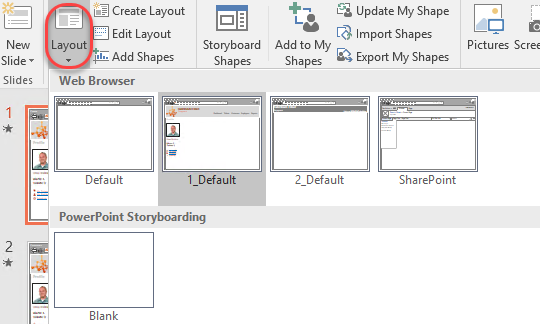 New
Slide
Slides
Layout
Create Layout
Edit Layout
Add Shapes
Storyboard
Shapes
Add to My
Shapes
Update My Shape
Import Shapes
Export My Shapes
Pictures
Scree
Web Browser
Default
1_Default
2_Default
SharePoint
PowerPoint Storyboarding
Blank
1
2